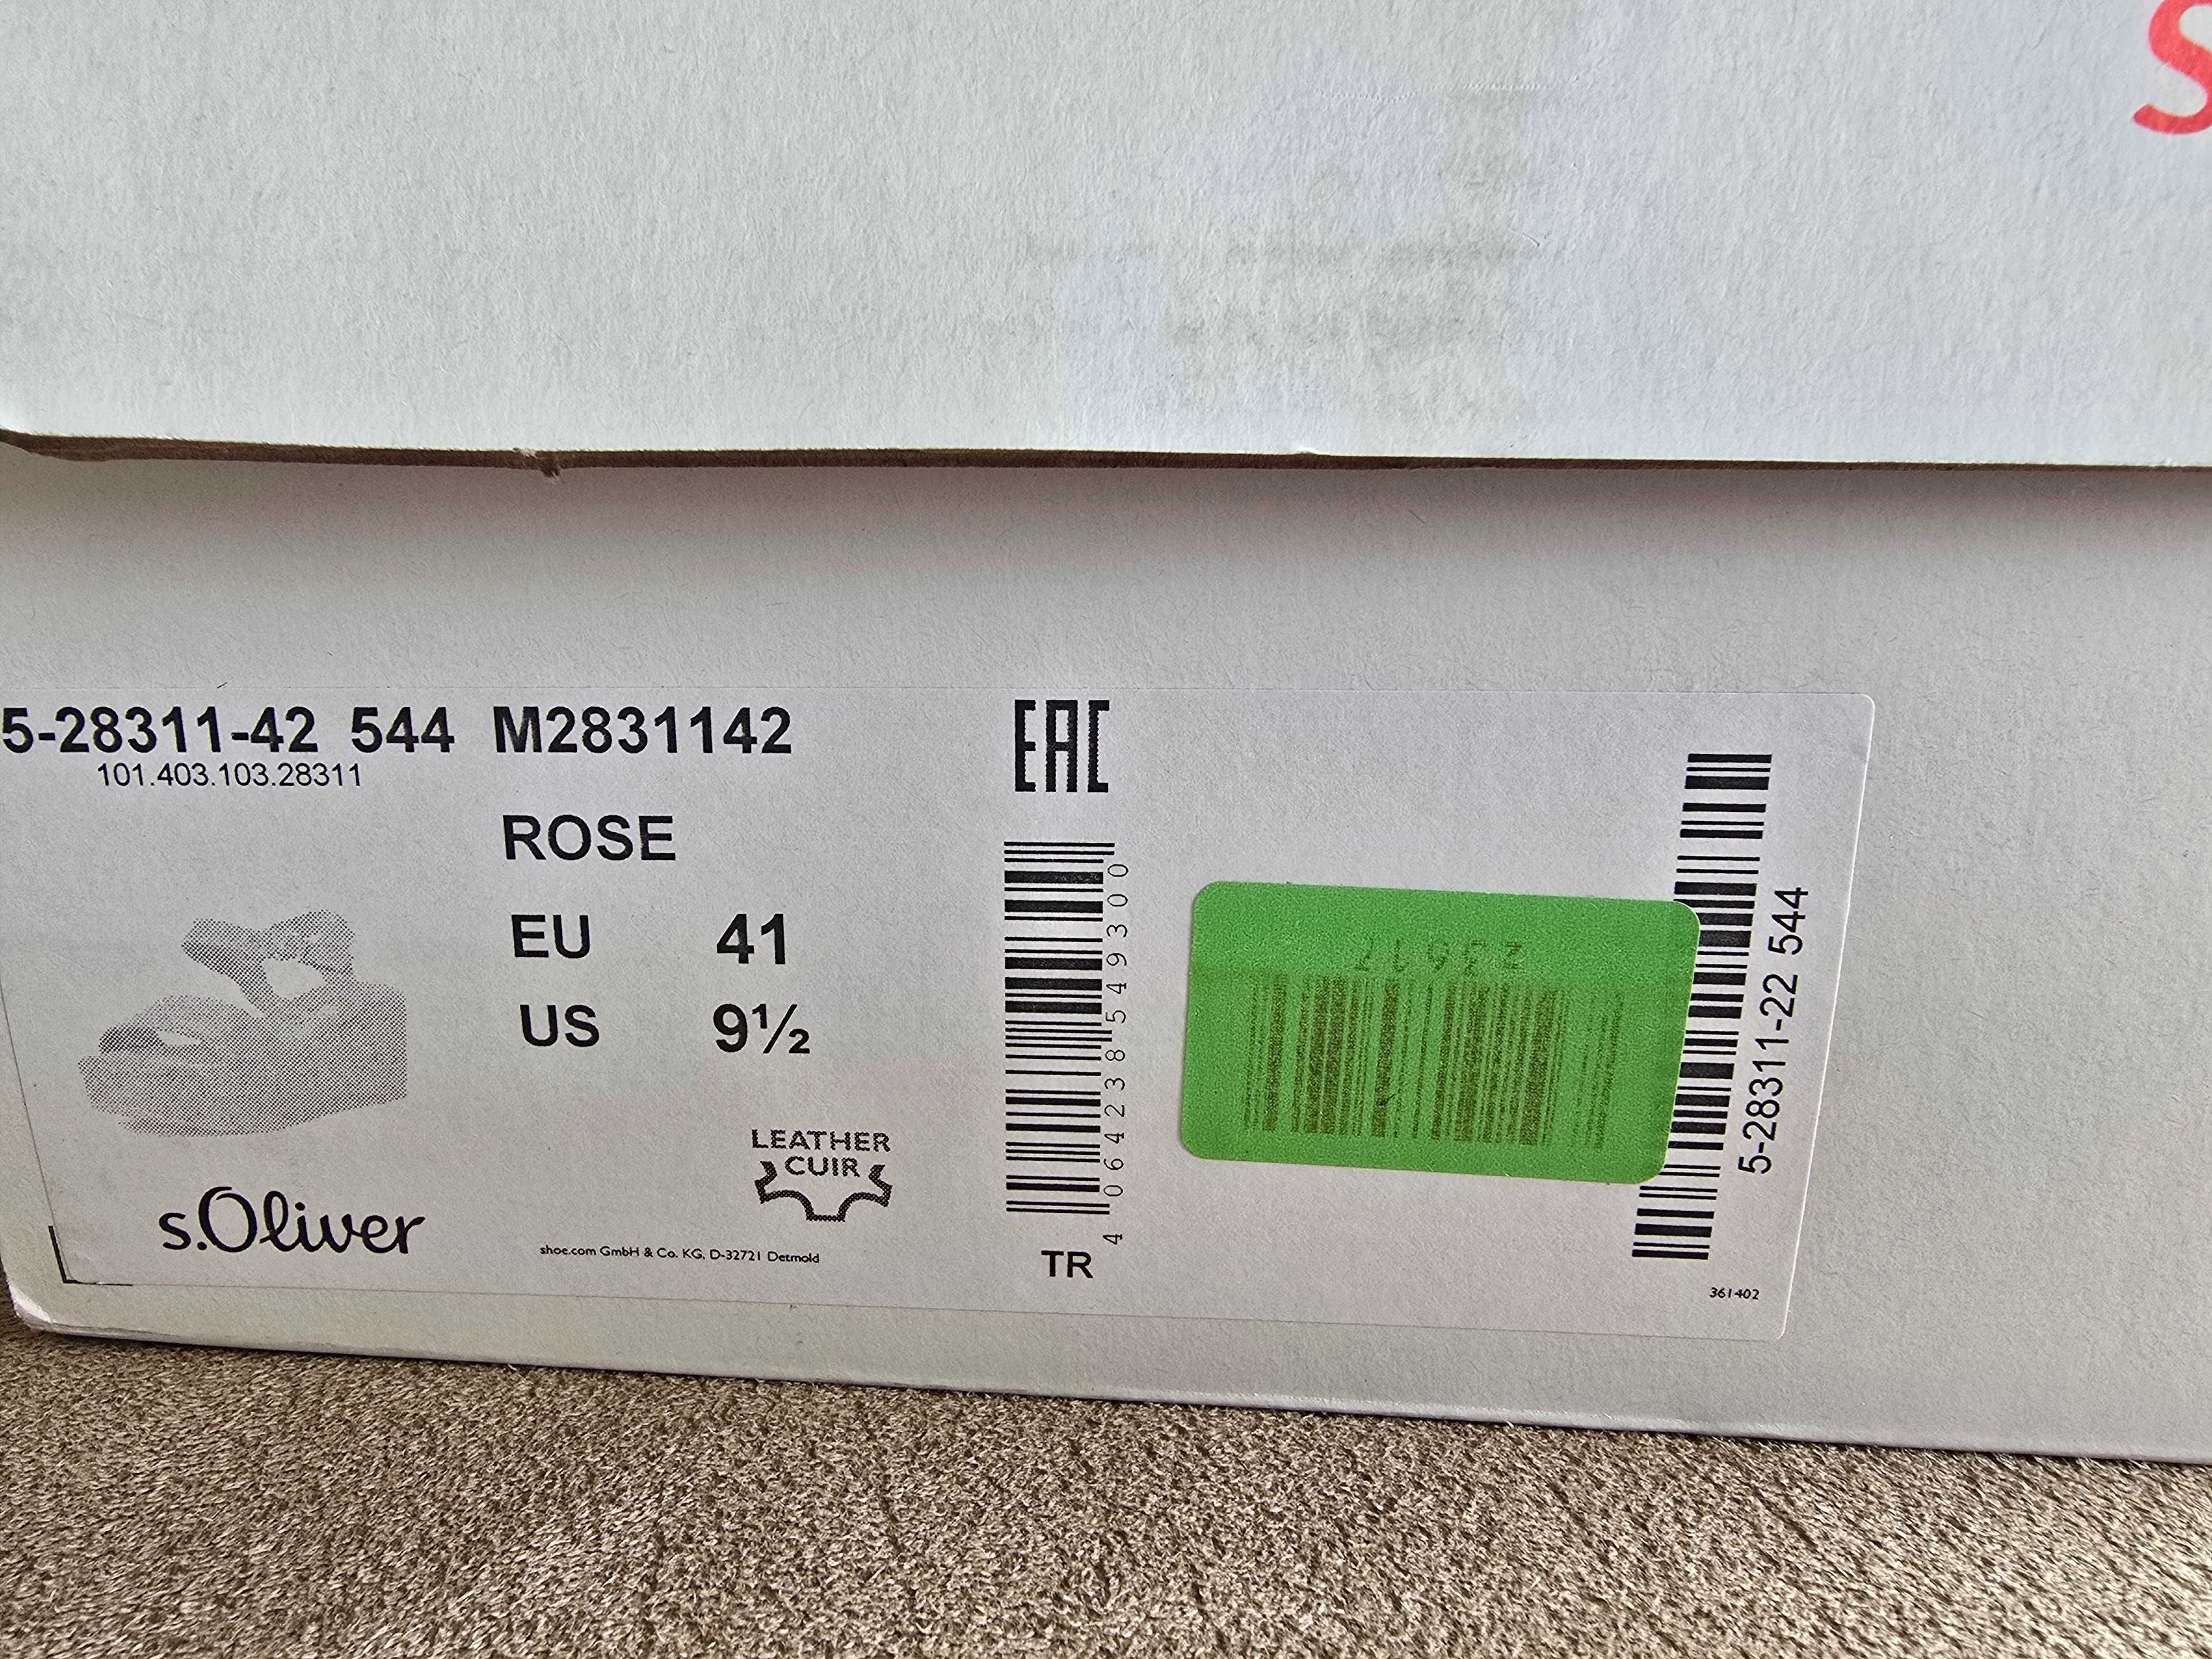 s
5-28311-42 544 M2831142
101.403.103.28311
ROSE
EU 41
US 9½
LEATHER
CUIR
s.Oliver
shoe.com GmbH & Co. KG, D-32721 Detmold
EAC
4 064238 549300
TR
5-28311-22 544
361402